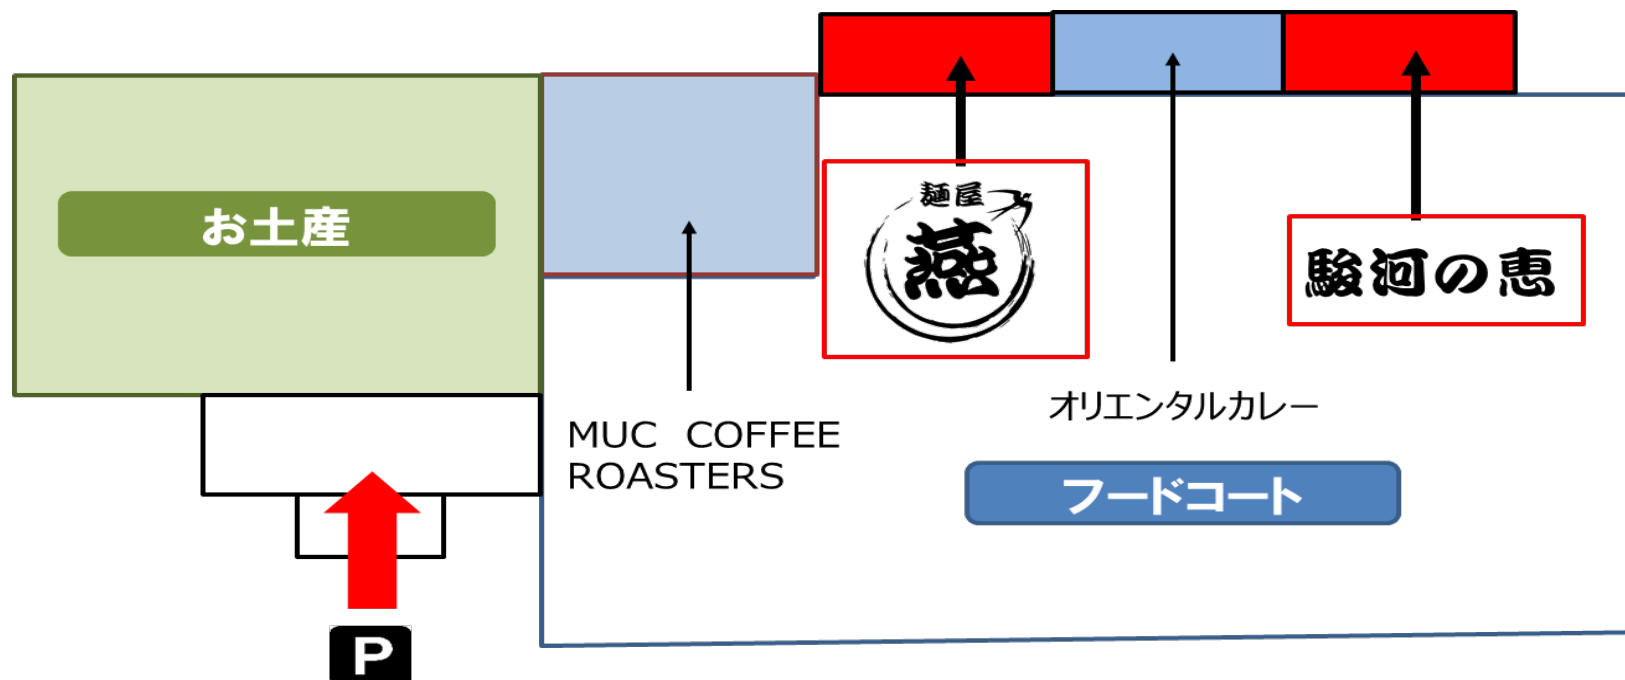 お土産
麺屋
燕
駿河の恵
MUC COFFEE
ROASTERS
オリエンタルカレー
フードコート
P